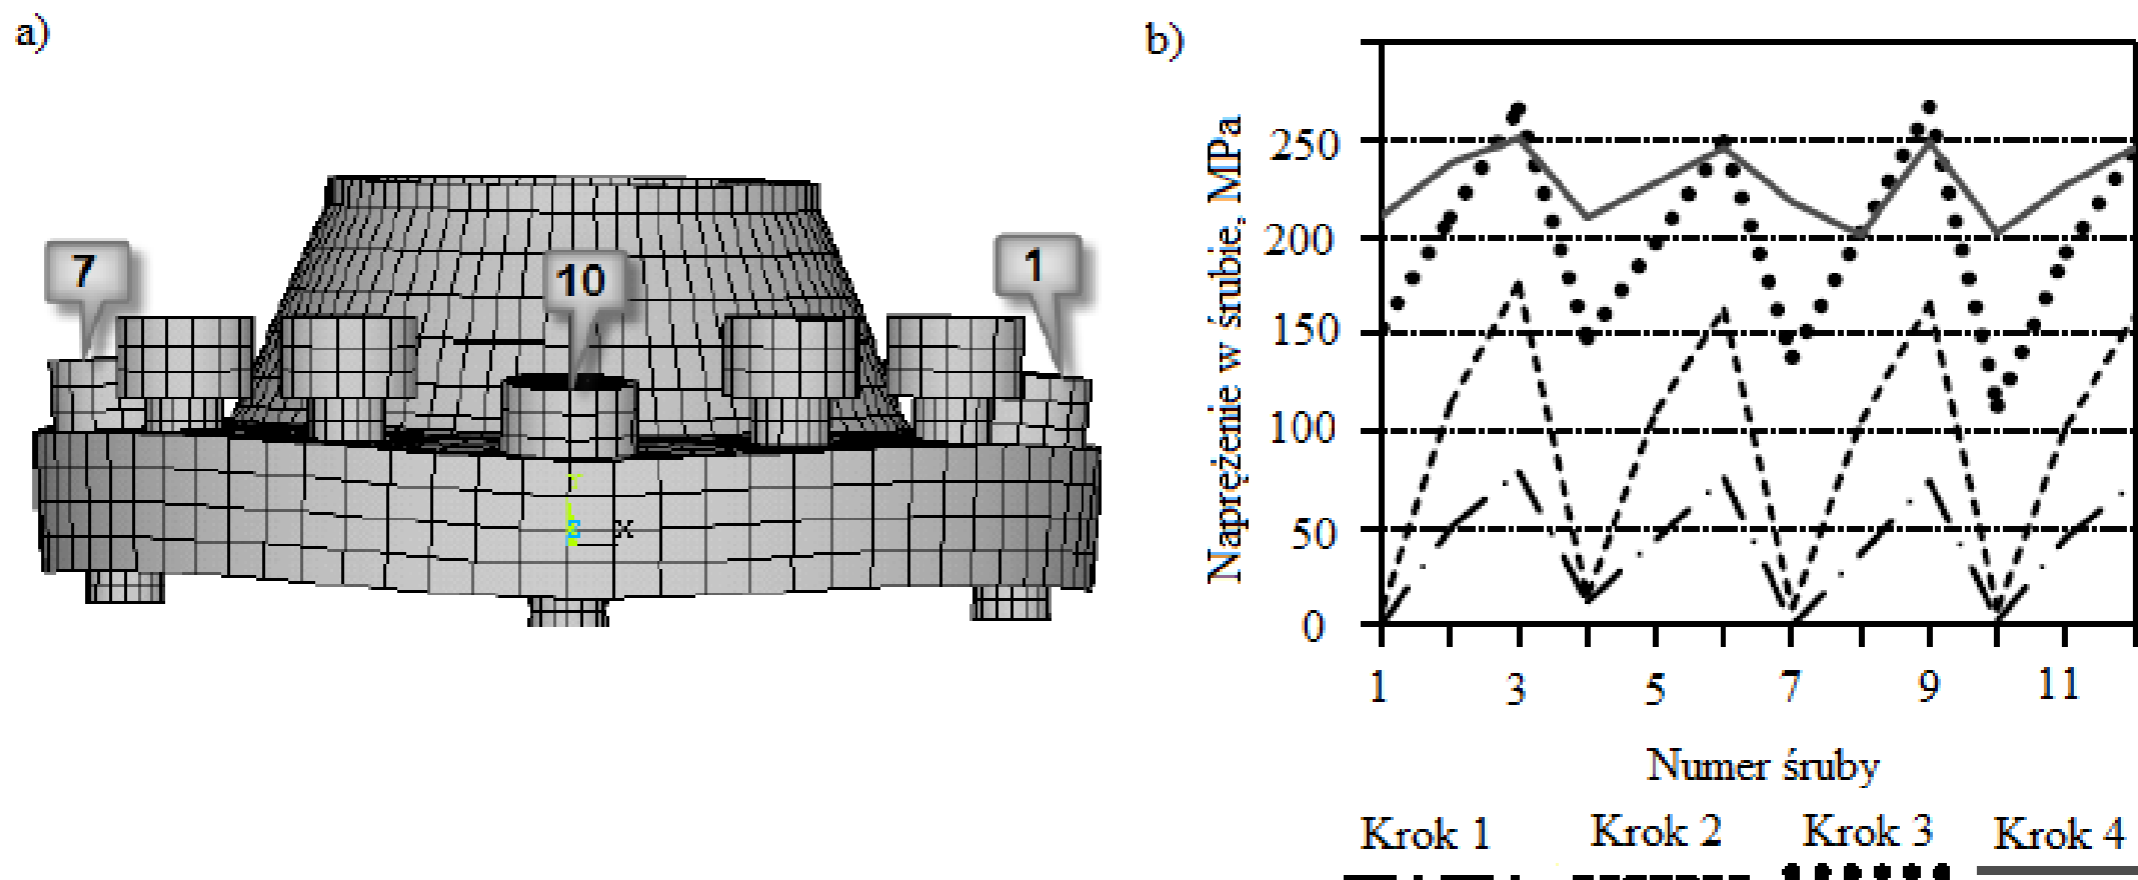 a)
7
10
1
Y
Z
X
b)
Naprężenie w śrubie, MPa
250
200
150
100
50
0
1 3 5 7 9 11
Numer śruby
Krok 1 Krok 2 Krok 3 Krok 4